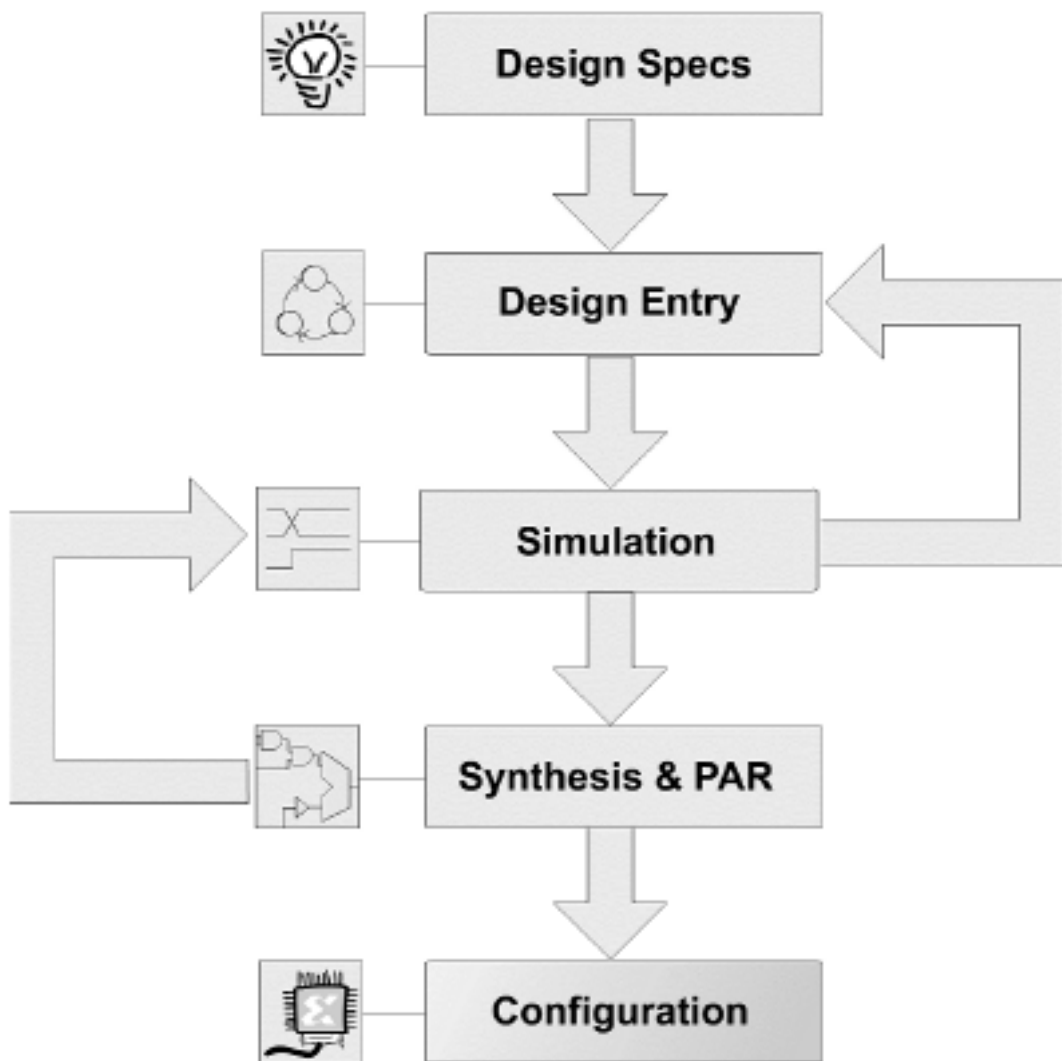 Design Specs
Design Entry
Simulation
Synthesis & PAR
Configuration